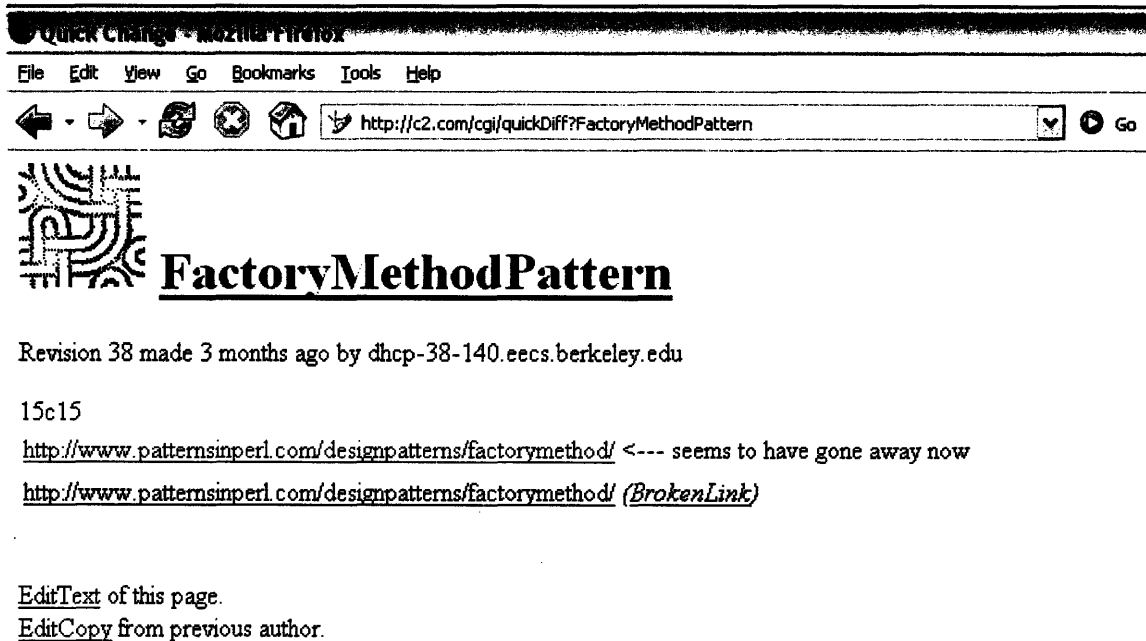 Quick Change - Mozilla Firefox
File Edit View Go Bookmarks Tools Help
http://c2.com/cgi/quickDiff?FactoryMethodPattern Go
FactoryMethodPattern
Revision 38 made 3 months ago by dhcp-38-140.eecs.berkeley.edu
15c15
http://www.patternsinperl.com/designpatterns/factorymethod/ <--- seems to have gone away now
http://www.patternsinperl.com/designpatterns/factorymethod/ (BrokenLink)
EditText of this page.
EditCopy from previous author.